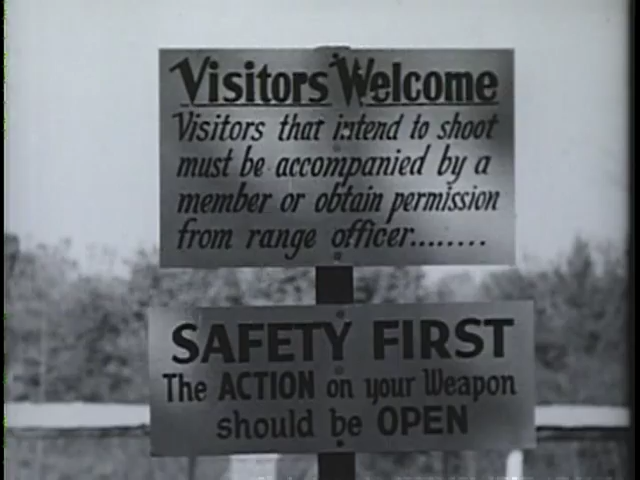 Visitors Welcome
Visitors that intend to shoot
must be accompanied by a
member or obtain permission
from range officer........
SAFETY FIRST
The ACTION on your Weapon
should be OPEN